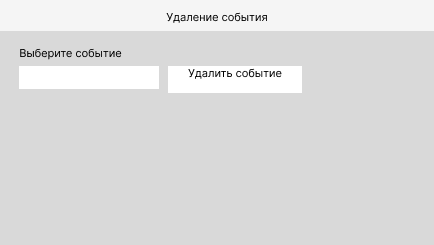 Удаление события
Выберите событие
Удалить событие